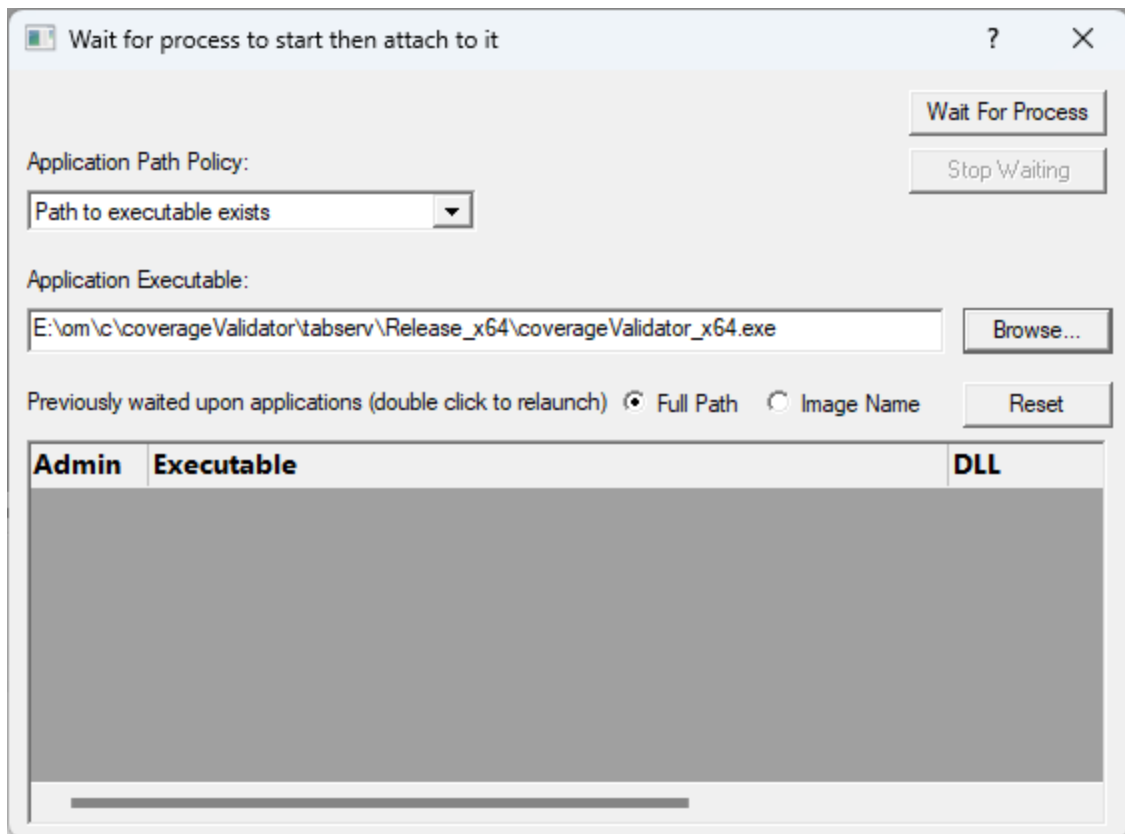 Wait for process to start then attach to it
Wait For Process
Application Path Policy:
Stop Waiting
Path to executable exists
Application Executable:
E:\om\c\coverageValidator\tabserv\Release_x64\coverageValidator_x64.exe
Browse...
Previously waited upon applications (double click to relaunch) Full Path Image Name Reset
Admin Executable DLL